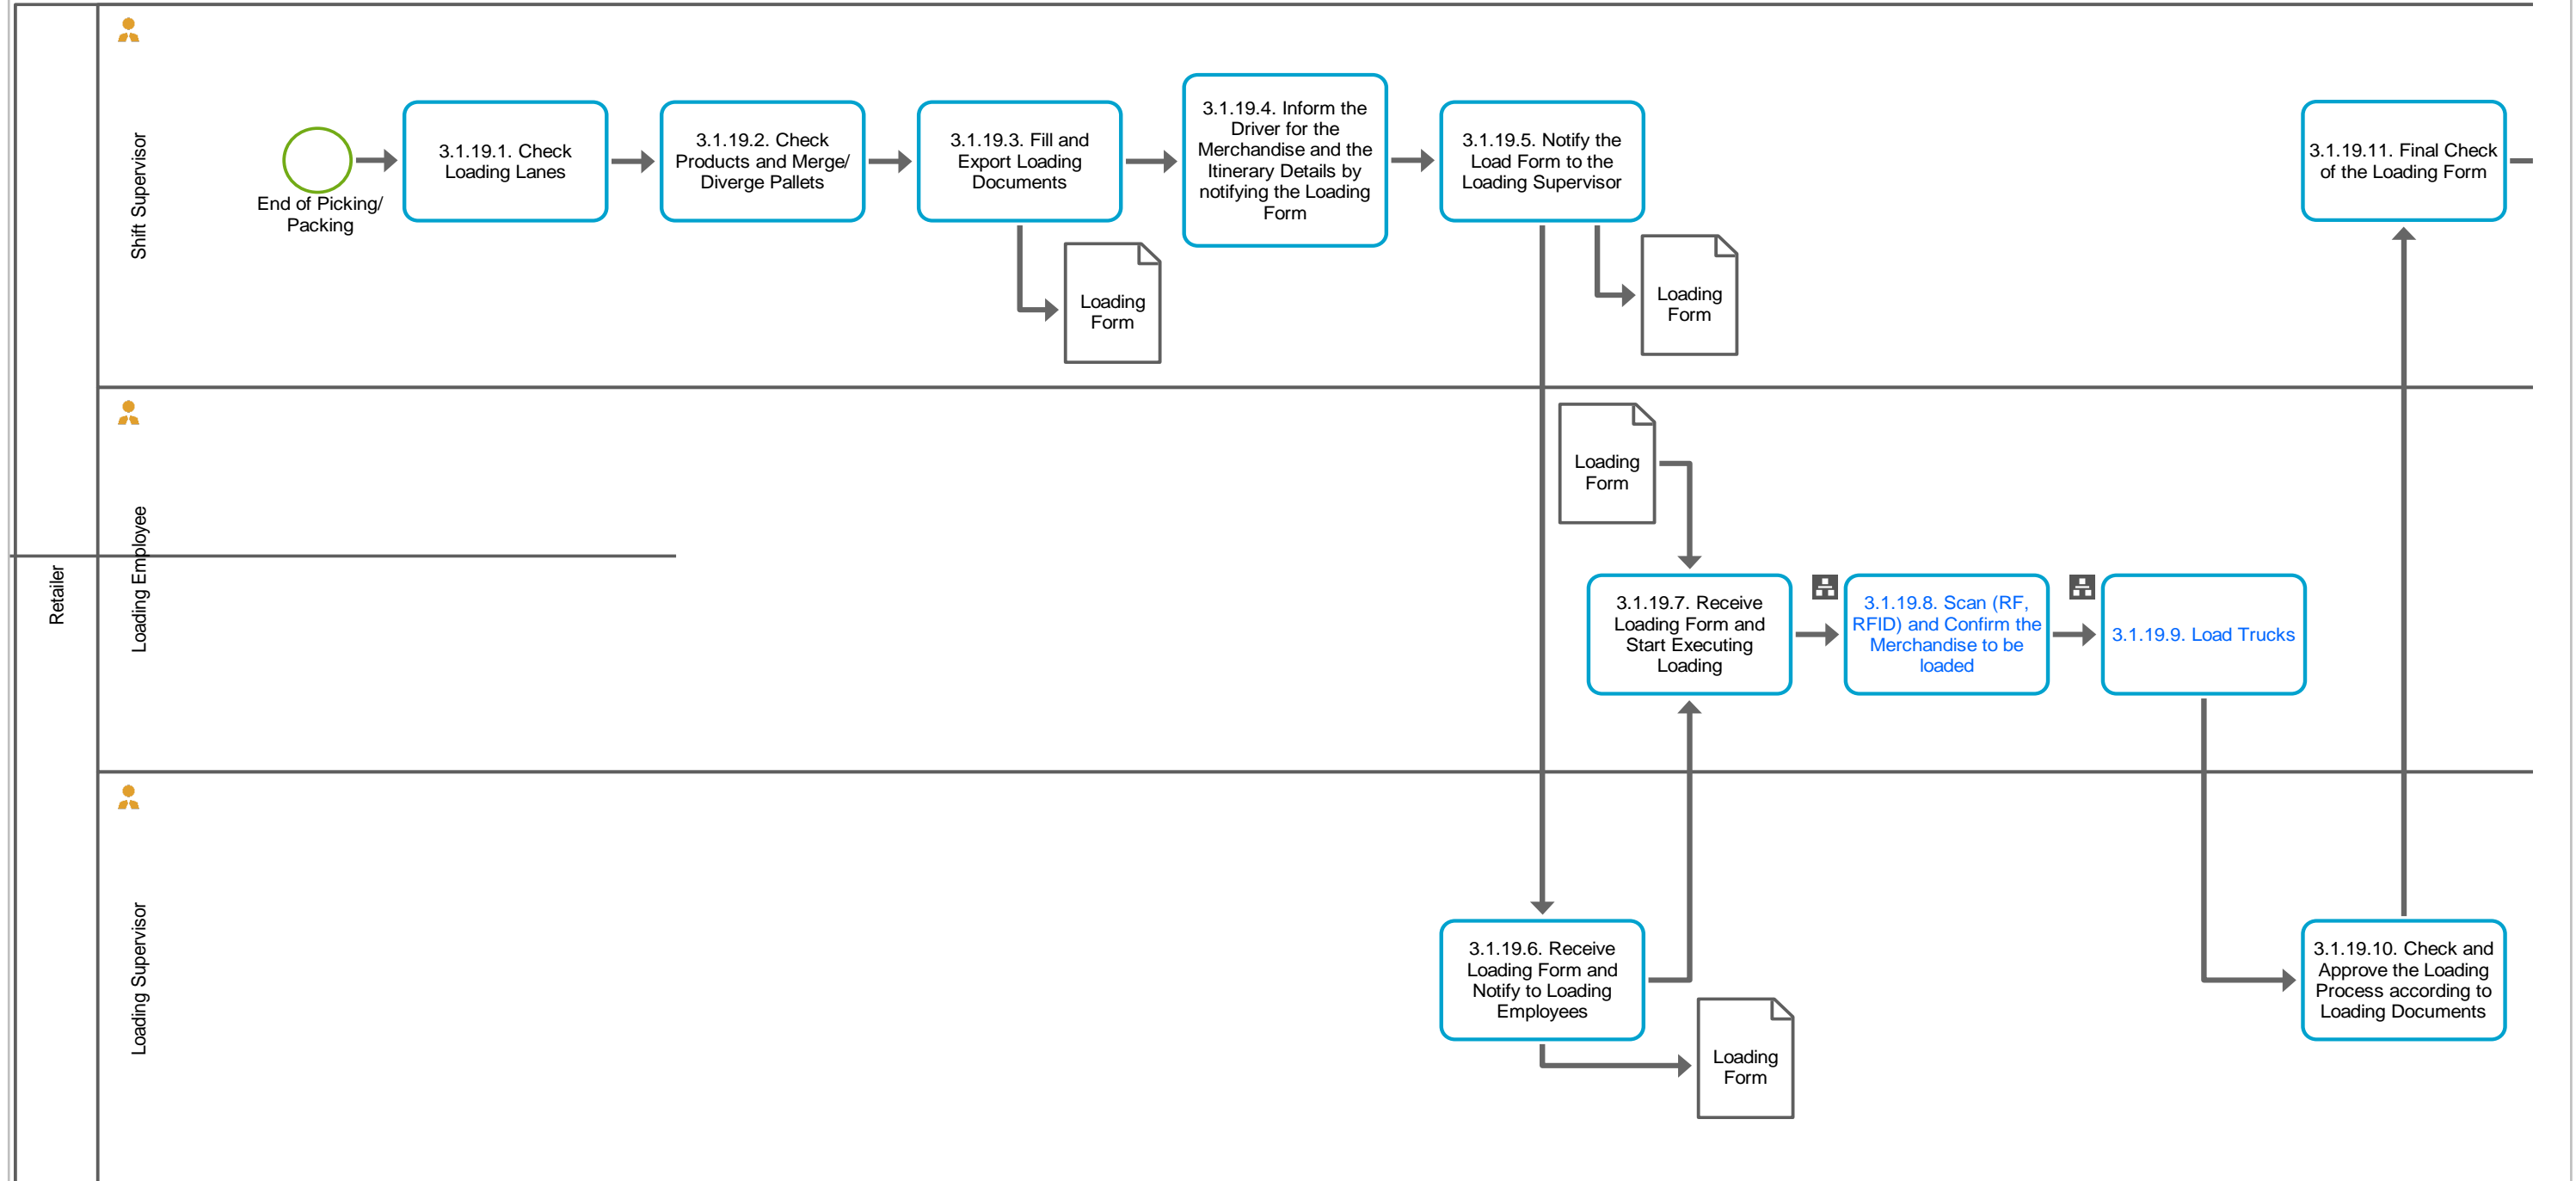 Retailer
Shift Supervisor
End of Picking/
Packing
3.1.19.1. Check
Loading Lanes
3.1.19.2. Check
Products and Merge/
Diverge Pallets
3.1.19.3. Fill and
Export Loading
Documents
Loading
Form
3.1.19.4. Inform the
Driver for the
Merchandise and the
Itinerary Details by
notifying the Loading
Form
3.1.19.5. Notify the
Load Form to the
Loading Supervisor
Loading
Form
3.1.19.11. Final Check
of the Loading Form
Loading Employee
Loading
Form
3.1.19.7. Receive
Loading Form and
Start Executing
Loading
3.1.19.8. Scan (RF,
RFID) and Confirm the
Merchandise to be
loaded
3.1.19.9. Load Trucks
Loading Supervisor
3.1.19.6. Receive
Loading Form and
Notify to Loading
Employees
Loading
Form
3.1.19.10. Check and
Approve the Loading
Process according to
Loading Documents